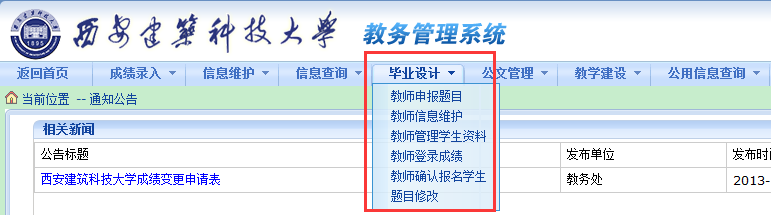 西安建筑科技大学 教务管理系统
1895
返回首页 成绩录入 信息维护 信息查询 毕业设计 公文管理 教学建设 公用信息查询
教师申报题目
教师信息维护
教师管理学生资料
教师登录成绩
教师确认报名学生
题目修改
当前位置 -- 通知公告
相关新闻
公告标题 发布单位 发布时间
西安建筑科技大学成绩变更申请表 教务处 2013-